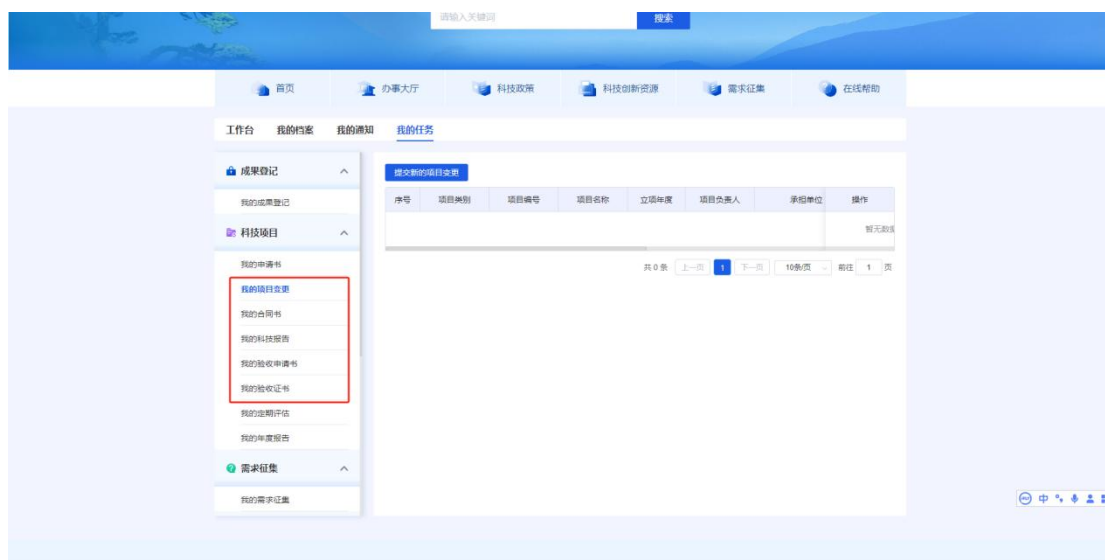 请输入关键词 搜索
首页 办事大厅 科技政策 科技创新资源 需求征集 在线帮助
工作台 我的档案 我的通知 我的任务
成果登记
我的成果登记
科技项目
我的申请书
我的项目变更
我的合同书
我的科技报告
我的验收申请书
我的验收证书
我的定期评估
我的年度报告
需求征集
我的需求征集
提交新的项目变更
序号 项目类别 项目编号 项目名称 立项年度 项目负责人 承担单位 操作
暂无数据
共 0 条 上一页 1 下一页 10条/页 前往 1 页
中